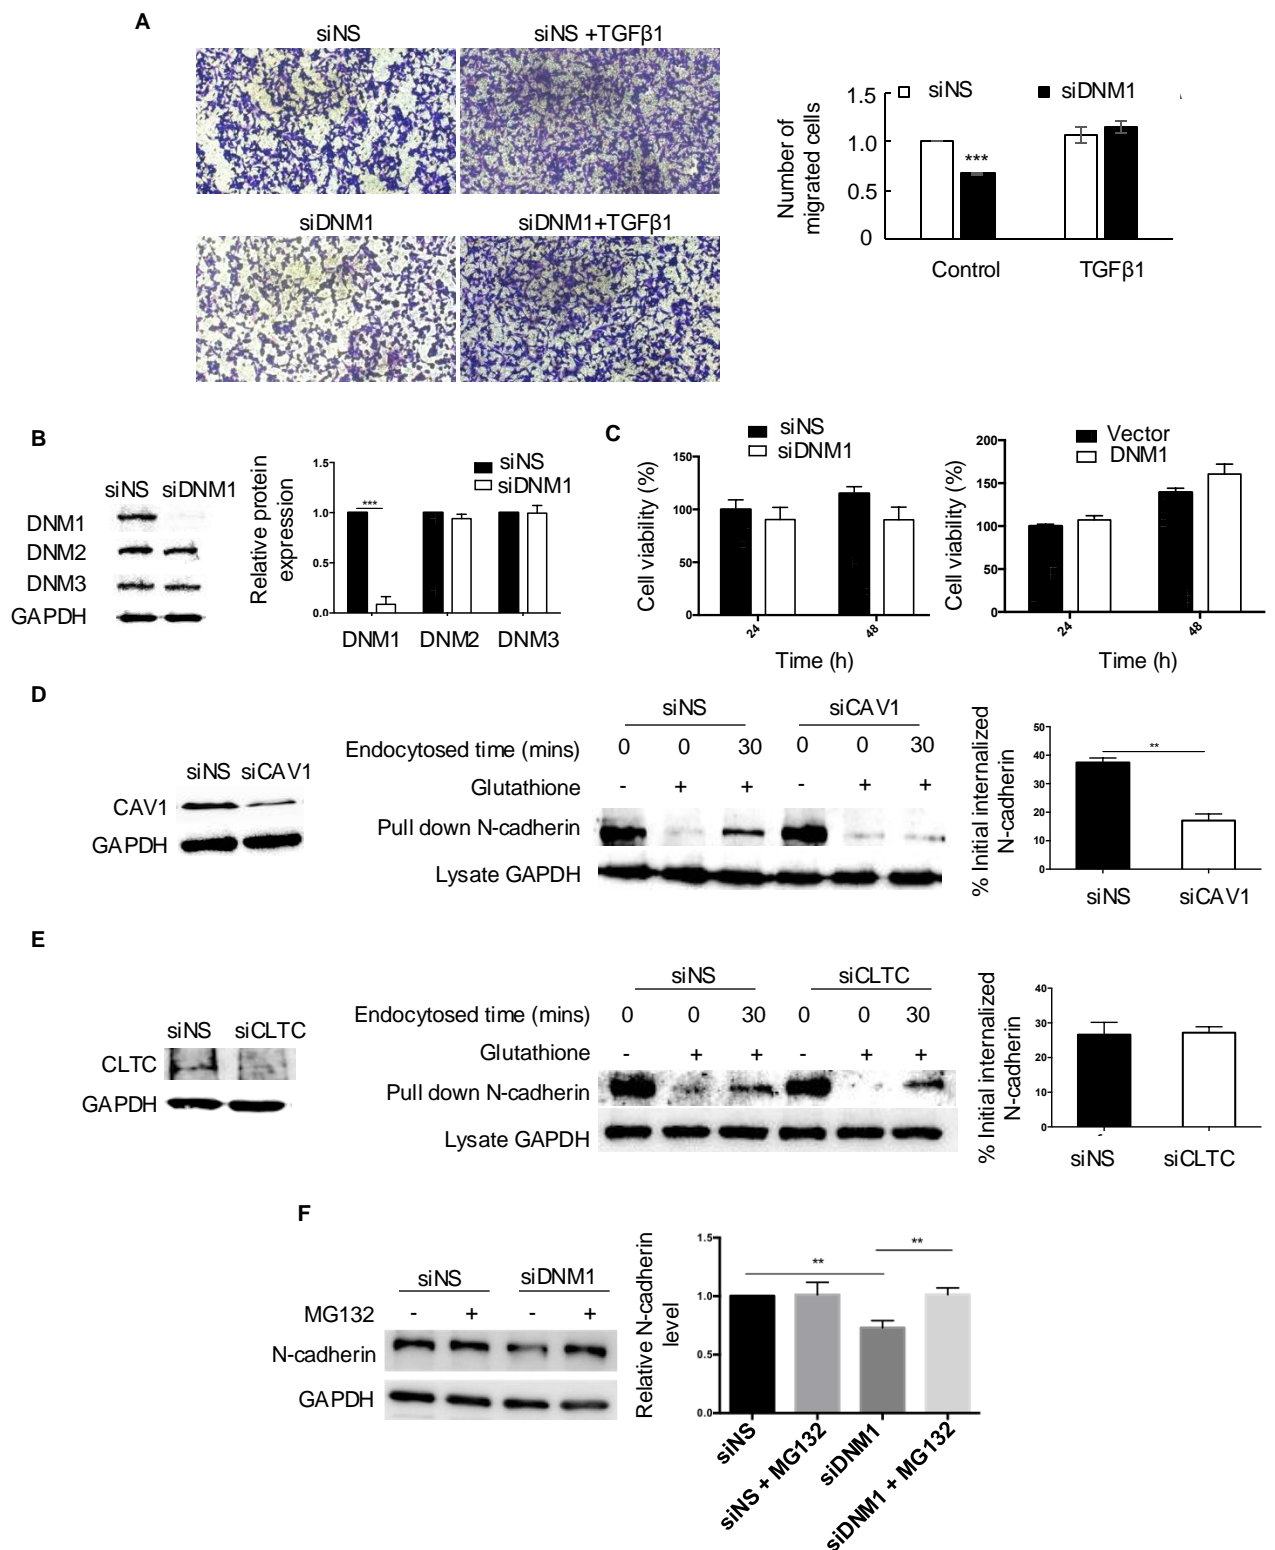 A
siNS
siNS +TGFβ1
siDNM1
siDNM1+TGFβ1
siNS
siDNM1
Number of
migrated cells
1.5
1.0
0.5
0
***
Control
TGFβ1
B
siNS siDNM1
DNM1
DNM2
DNM3
GAPDH
Relative protein
expression
1.5
1.0
0.5
0.0
siNS
siDNM1
***
DNM1 DNM2 DNM3
C
siNS
siDNM1
Cell viability (%)
150
100
50
0
24
48
Time (h)
Vector
DNM1
Cell viability (%)
200
150
100
50
0
24
48
Time (h)
D
siNS siCAV1
CAV1
GAPDH
siNS siCAV1
Endocytosed time (mins) 0 0 30 0 0 30
Glutathione - + + - + +
Pull down N-cadherin
Lysate GAPDH
% Initial internalized
N-cadherin
50
40
30
20
10
0
**
siNS siCAV1
E
siNS siCLTC
CLTC
GAPDH
siNS siCLTC
Endocytosed time (mins) 0 0 30 0 0 30
Glutathione - + + - + +
Pull down N-cadherin
Lysate GAPDH
% Initial internalized
N-cadherin
40
30
20
10
0
siNS siCLTC
F
siNS siDNM1
MG132 - + - +
N-cadherin
GAPDH
Relative N-cadherin
level
1.5
1.0
0.5
0.0
**
**
siNS
siNS + MG132
siDNM1
siDNM1 + MG132